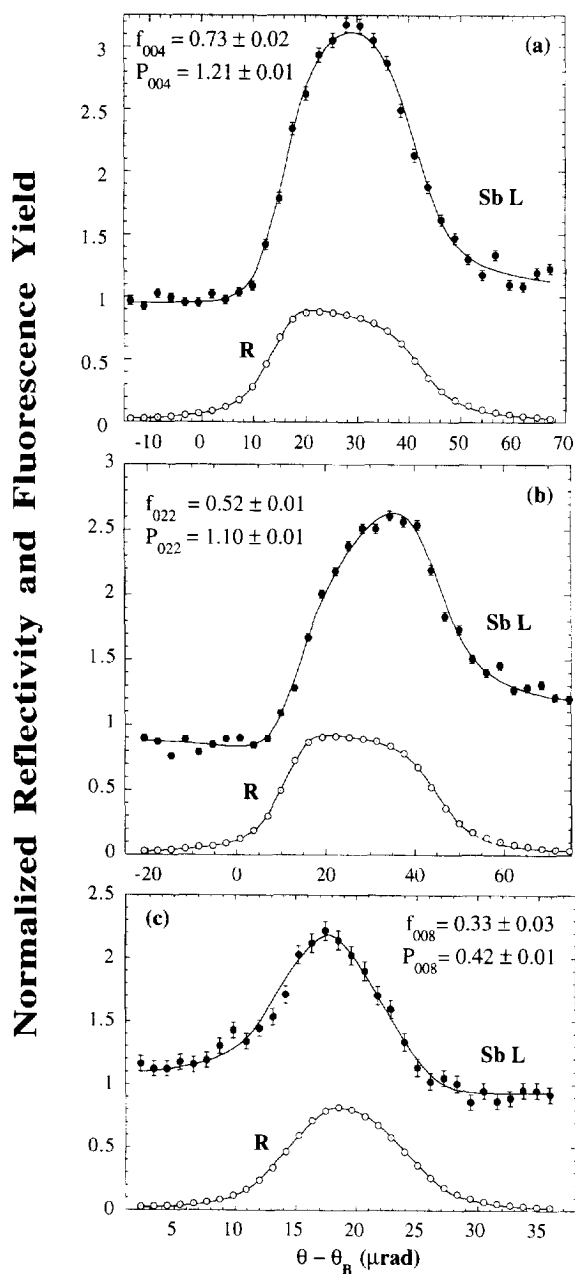 Normalized Reflectivity and Fluorescence Yield
f004 = 0.73 ± 0.02
P004 = 1.21 ± 0.01
(a)
Sb L
R
3
2.5
2
1.5
1
0.5
0
-10 0 10 20 30 40 50 60 70
f022 = 0.52 ± 0.01
P022 = 1.10 ± 0.01
(b)
Sb L
R
3
2.5
2
1.5
1
0.5
0
-20 0 20 40 60
(c)
f008 = 0.33 ± 0.03
P008 = 0.42 ± 0.01
Sb L
R
2.5
2
1.5
1
0.5
0
5 10 15 20 25 30 35
θ − θB (μrad)